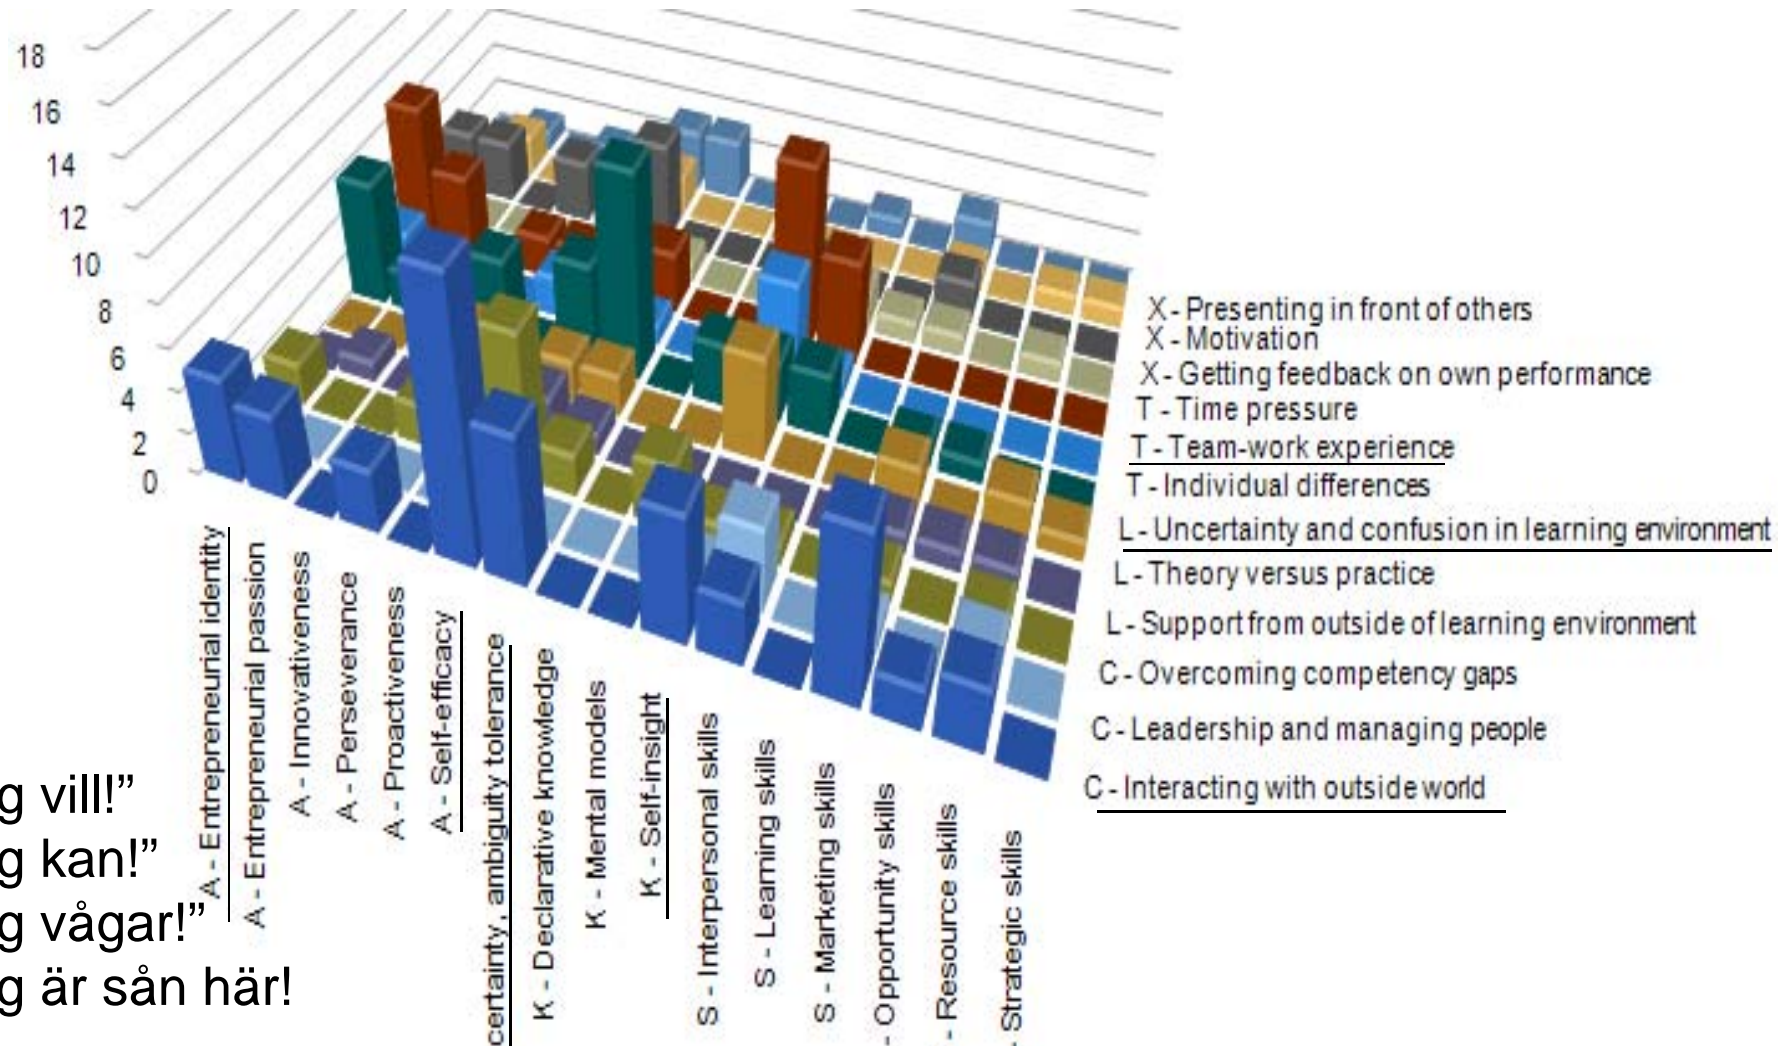 18
16
14
12
10
8
6
4
2
0
X - Presenting in front of others
X - Motivation
X - Getting feedback on own performance
T - Time pressure
T - Team-work experience
T - Individual differences
L - Uncertainty and confusion in learning environment
L - Theory versus practice
L - Support from outside of learning environment
C - Overcoming competency gaps
C - Leadership and managing people
C - Interacting with outside world
A - Entrepreneurial identity
A - Entrepreneurial passion
A - Innovativeness
A - Perseverance
A - Proactiveness
A - Self-efficacy
certainty, ambiguity tolerance
K - Declarative knowledge
K - Mental models
K - Self-insight
S - Interpersonal skills
S - Learning skills
S - Marketing skills
- Opportunity skills
- Resource skills
- Strategic skills
g vill!”
g kan!”
g vågar!”
g är sån här!